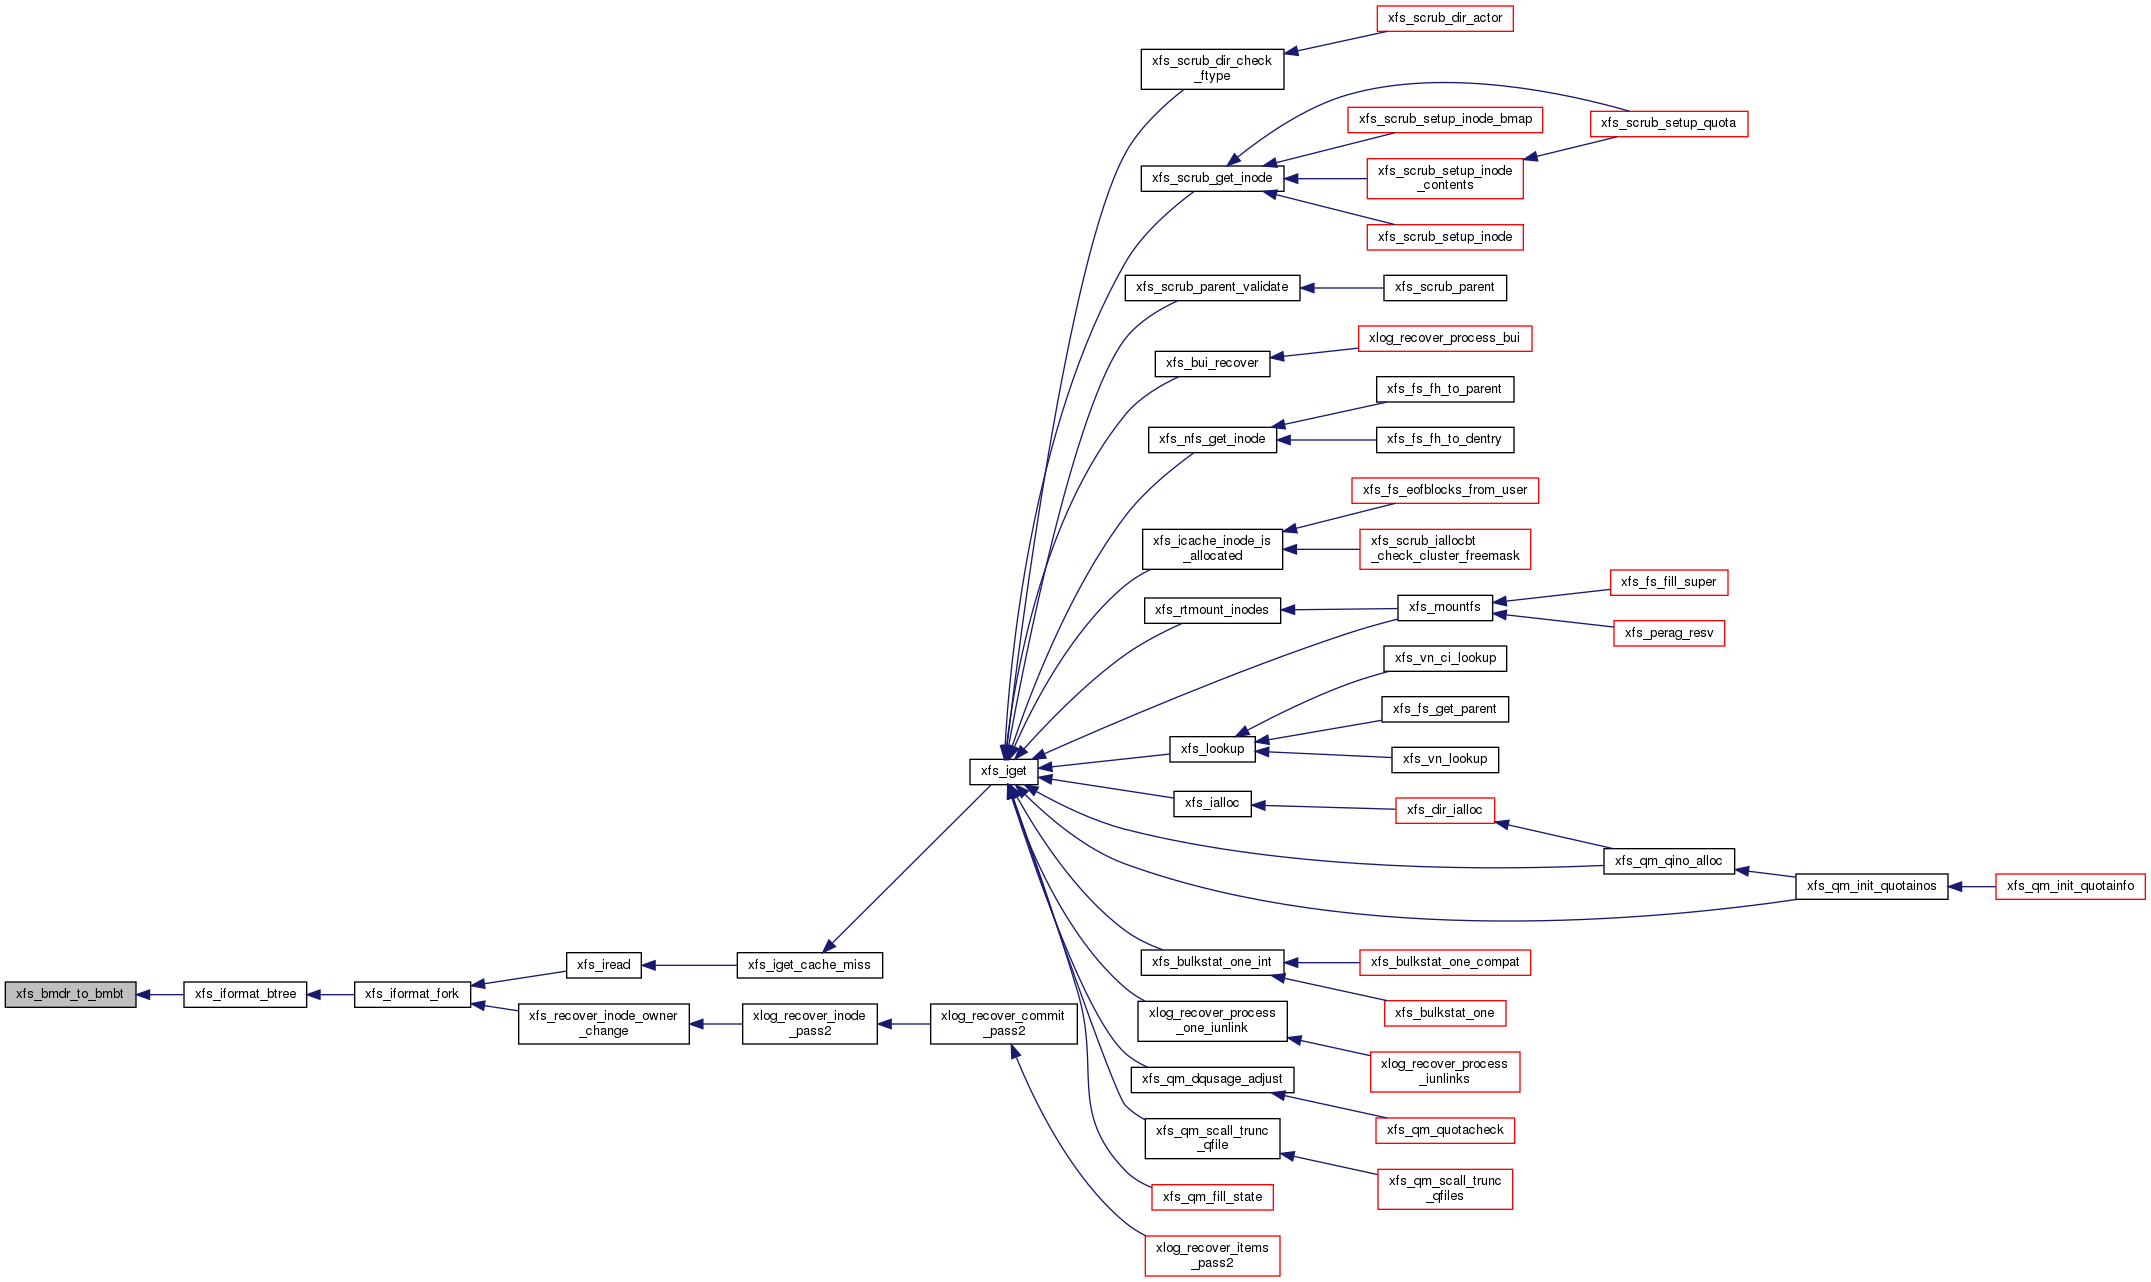 xfs_scrub_dir_actor
xfs_scrub_dir_check
_ftype
xfs_scrub_setup_inode_bmap
xfs_scrub_setup_quota
xfs_scrub_get_inode
xfs_scrub_setup_inode
_contents
xfs_scrub_setup_inode
xfs_scrub_parent_validate
xfs_scrub_parent
xlog_recover_process_bui
xfs_bui_recover
xfs_fs_fh_to_parent
xfs_nfs_get_inode
xfs_fs_fh_to_dentry
xfs_fs_eofblocks_from_user
xfs_icache_inode_is
_allocated
xfs_scrub_iallocbt
_check_cluster_freemask
xfs_fs_fill_super
xfs_rtmount_inodes
xfs_mountfs
xfs_perag_resv
xfs_vn_ci_lookup
xfs_fs_get_parent
xfs_lookup
xfs_vn_lookup
xfs_iget
xfs_ialloc
xfs_dir_ialloc
xfs_qm_qino_alloc
xfs_qm_init_quotainos
xfs_qm_init_quotainfo
xfs_iread
xfs_iget_cache_miss
xfs_bulkstat_one_int
xfs_bulkstat_one_compat
xfs_bmdr_to_bmbt
xfs_iformat_btree
xfs_iformat_fork
xfs_bulkstat_one
xfs_recover_inode_owner
_change
xlog_recover_inode
_pass2
xlog_recover_commit
_pass2
xlog_recover_process
_one_iunlink
xlog_recover_process
_iunlinks
xfs_qm_dqusage_adjust
xfs_qm_quotacheck
xfs_qm_scall_trunc
_qfile
xfs_qm_scall_trunc
_qfiles
xfs_qm_fill_state
xlog_recover_items
_pass2